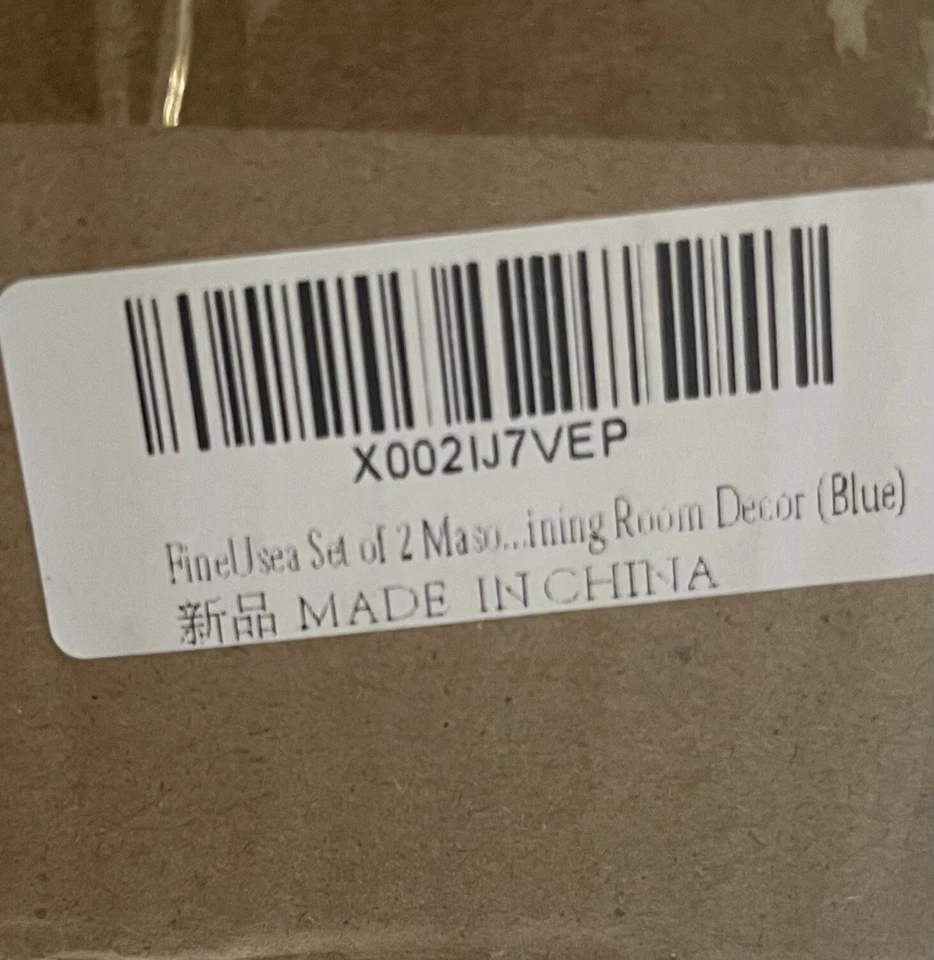 X002IJ7VEP
FineUsea Set of 2 Maso...ining Room Decor (Blue)
新品 MADE IN CHINA